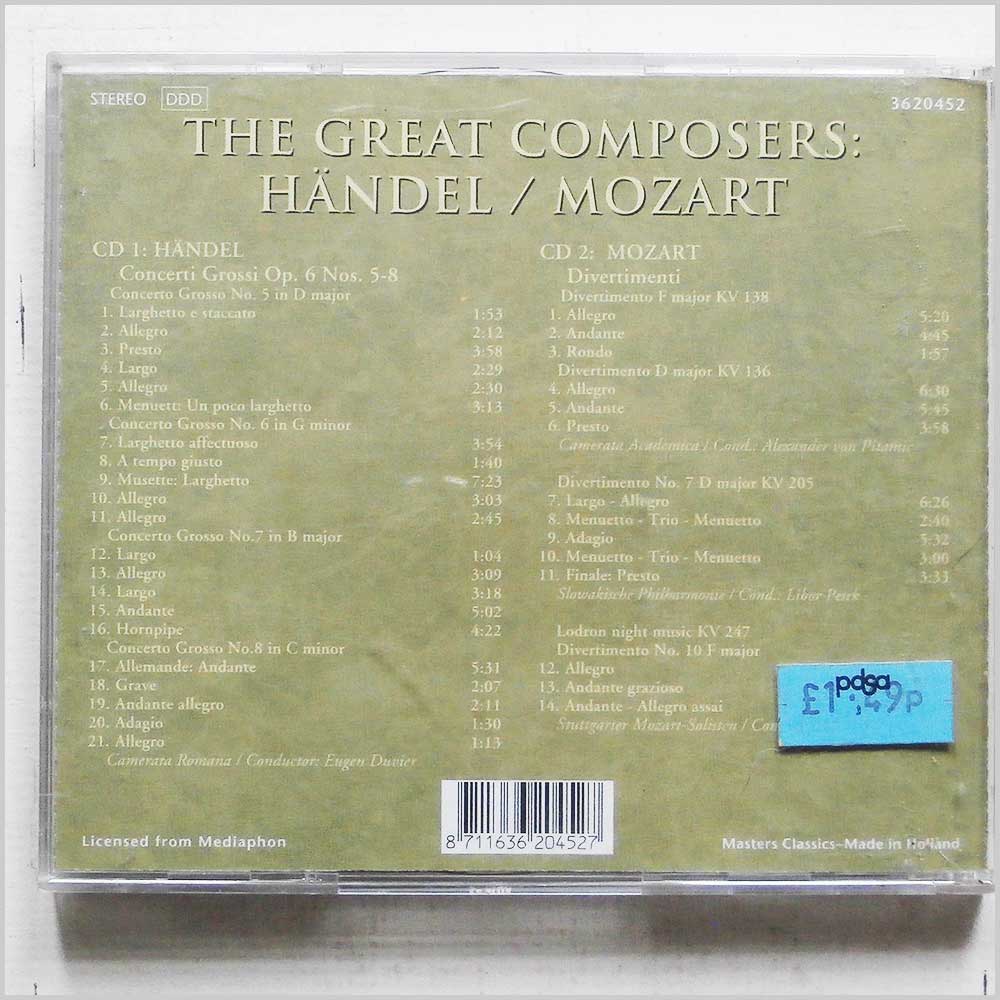 STEREO DDD 3620452
THE GREAT COMPOSERS:
HÄNDEL / MOZART
CD 1: HÄNDEL
Concerti Grossi Op. 6 Nos. 5-8
Concerto Grosso No. 5 in D major
1. Larghetto e staccato 1:53
2. Allegro 2:12
3. Presto 3:58
4. Largo 2:29
5. Allegro 2:30
6. Menuett: Un poco larghetto 3:13
Concerto Grosso No. 6 in G minor
7. Larghetto affectuoso 3:54
8. A tempo giusto 1:40
9. Musette: Larghetto 7:23
10. Allegro 3:03
11. Allegro 2:45
Concerto Grosso No.7 in B major
12. Largo 1:04
13. Allegro 3:09
14. Largo 3:18
15. Andante 5:02
16. Hornpipe 4:22
Concerto Grosso No.8 in C minor
17. Allemande: Andante 5:31
18. Grave 2:07
19. Andante allegro 2:11
20. Adagio 1:30
21. Allegro 1:13
Camerata Romana / Conductor: Eugen Duvier
CD 2: MOZART
Divertimenti
Divertimento F major KV 138
1. Allegro 5:20
2. Andante 4:45
3. Rondo 1:57
Divertimento D major KV 136
4. Allegro 6:30
5. Andante 5:45
6. Presto 3:58
Camerata Academica / Cond.: Alexander von Pitamic
Divertimento No. 7 D major KV 205
7. Largo - Allegro 6:26
8. Menuetto - Trio - Menuetto 2:40
9. Adagio 5:32
10. Menuetto - Trio - Menuetto 3:00
11. Finale: Presto 3:33
Slowakische Philharmonie / Cond.: Libor Pesek
Lodron night music KV 247
Divertimento No. 10 F major
12. Allegro
13. Andante grazioso
14. Andante - Allegro assai
Stuttgarter Mozart-Solisten /
pdsa
£1:49p
8 711636 204527
Licensed from Mediaphon
Masters Classics-Made in Holland